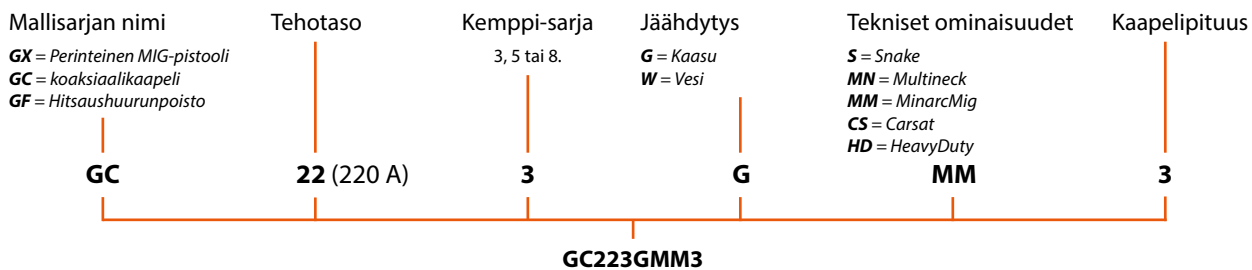 Mallisarjan nimi
GX = Perinteinen MIG-pistooli
GC = koaksiaalikaapeli
GF = Hitsaushuurunpoisto
Tehotaso
Kemppi-sarja
3, 5 tai 8.
Jäähdytys
G = Kaasu
W = Vesi
Tekniset ominaisuudet
S = Snake
MN = Multineck
MM = MinarcMig
CS = Carsat
HD = HeavyDuty
Kaapelipituus
GC
22 (220 A)
3
G
MM
3
GC223GMM3